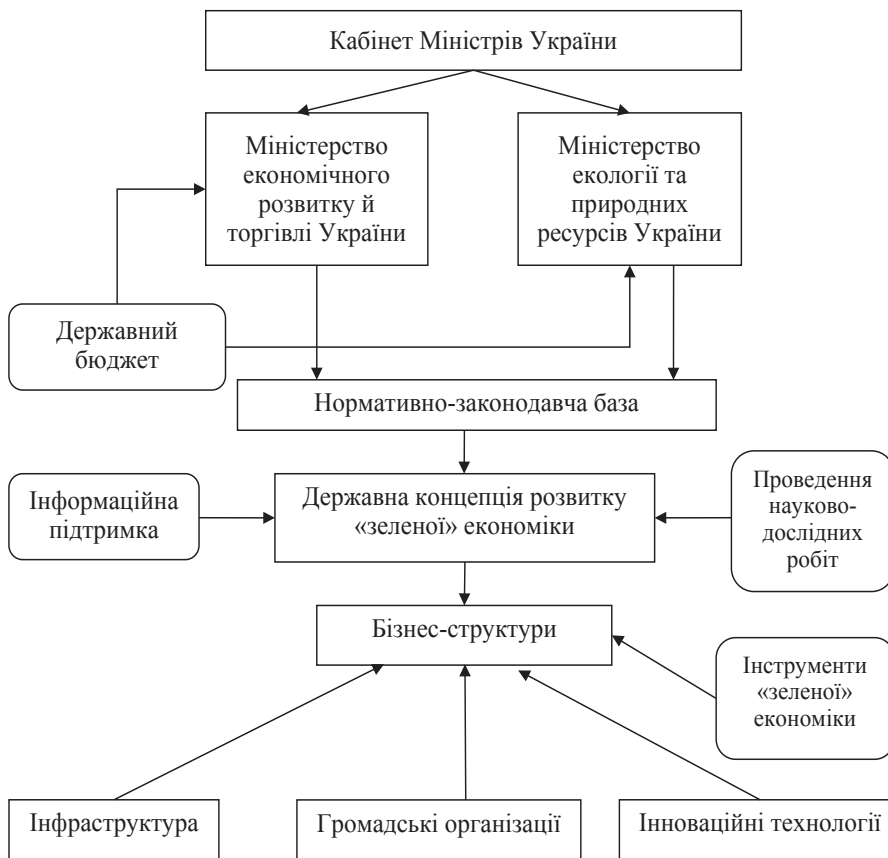 Кабінет Міністрів України
Міністерство
економічного
розвитку й
торгівлі України
Міністерство
екології та
природних
ресурсів України
Державний
бюджет
Нормативно-законодавча база
Інформаційна
підтримка
Державна концепція розвитку
«зеленої» економіки
Проведення
науково-
дослідних
робіт
Бізнес-структури
Інструменти
«зеленої»
економіки
Інфраструктура
Громадські організації
Інноваційні технології